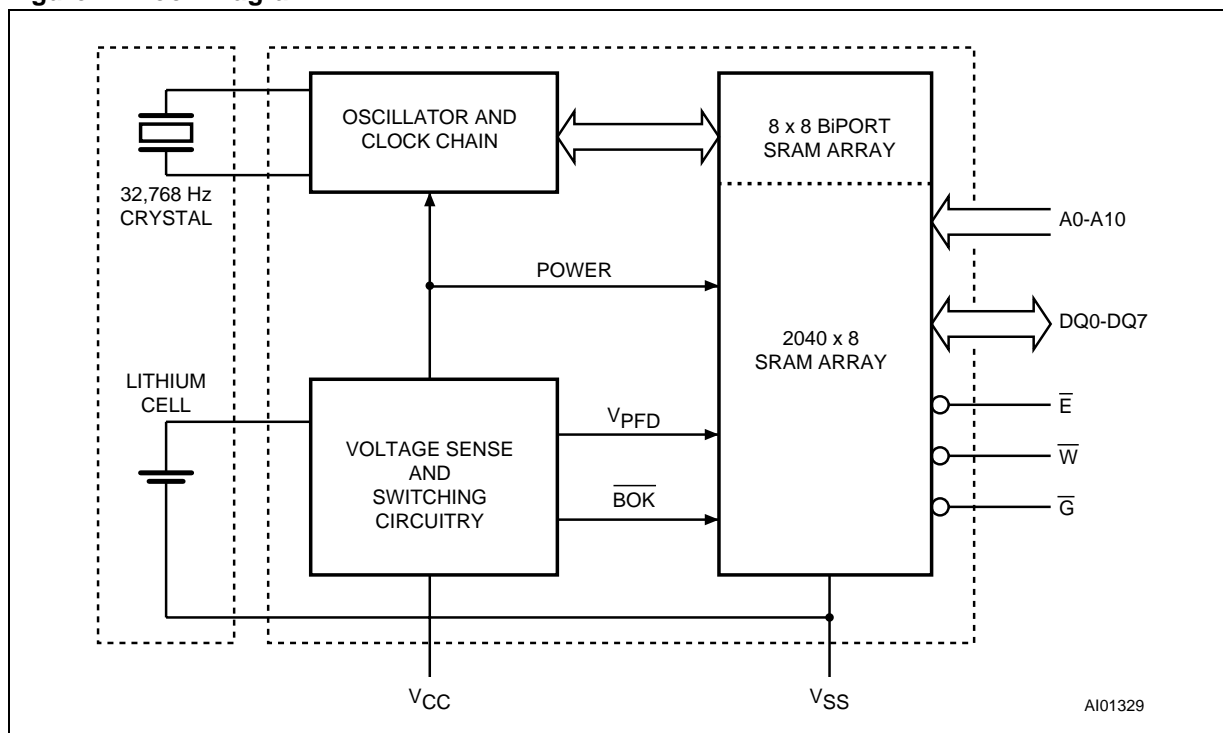 OSCILLATOR AND
CLOCK CHAIN
8 x 8 BiPORT
SRAM ARRAY
32,768 Hz
CRYSTAL
A0-A10
POWER
DQ0-DQ7
2040 x 8
SRAM ARRAY
LITHIUM
CELL
E̅
VPFD
VOLTAGE SENSE
AND
SWITCHING
CIRCUITRY
W̅
B̅O̅K̅
G̅
VCC
VSS
AI01329